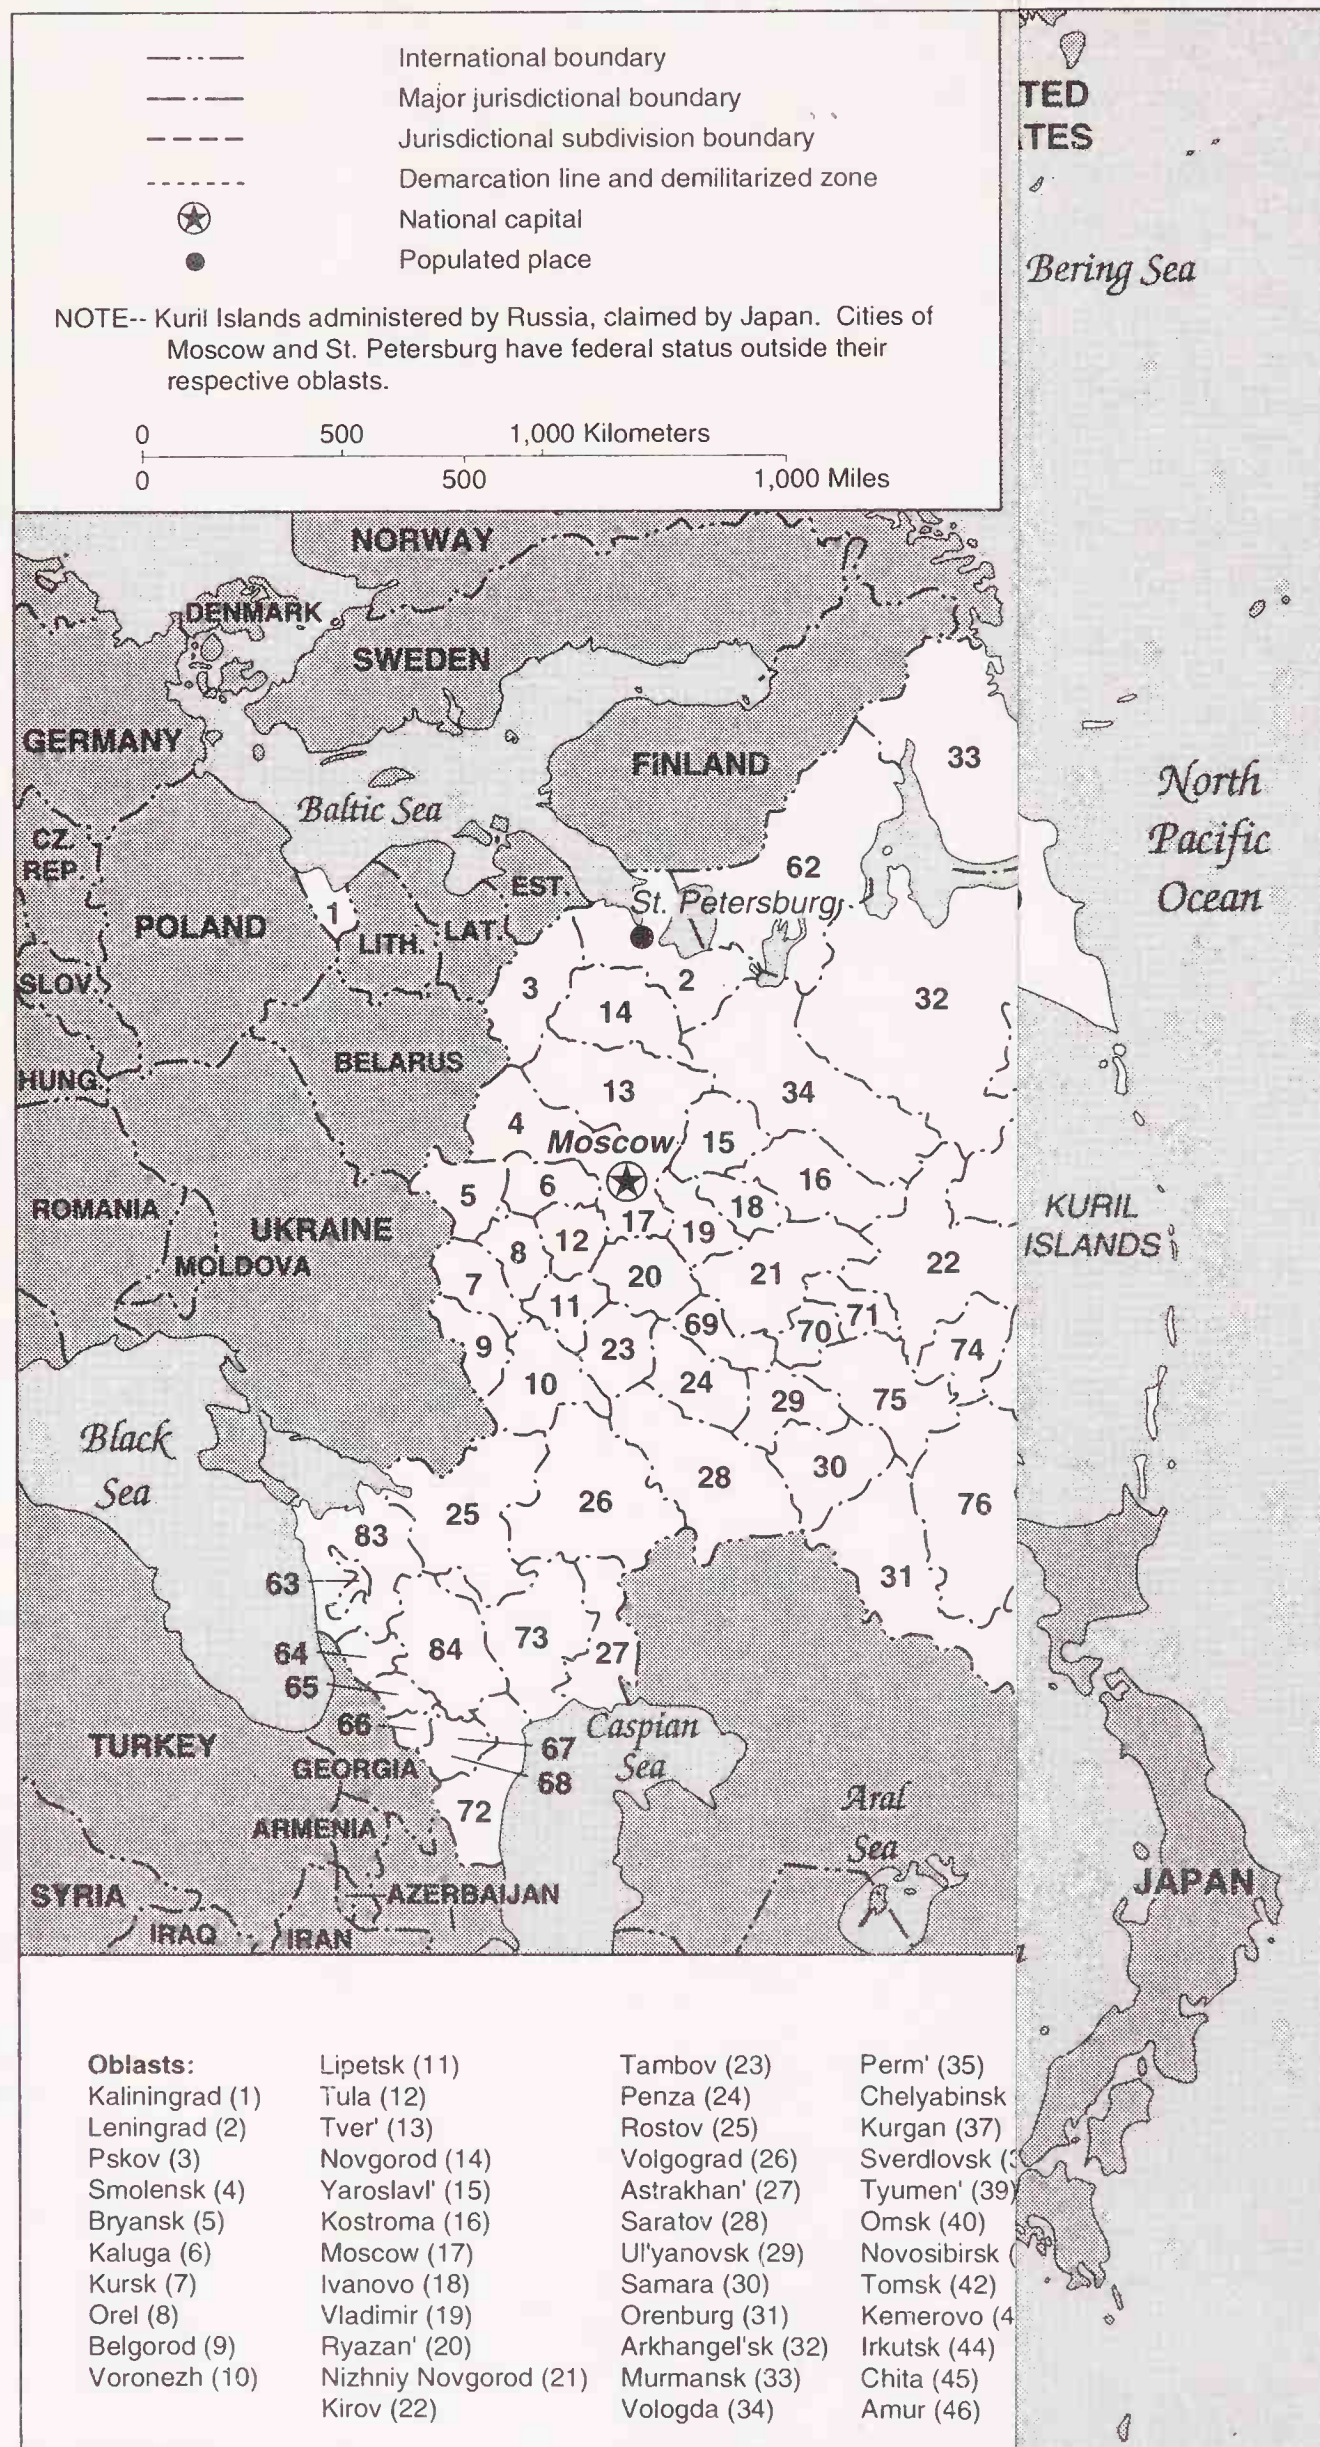 International boundary
Major jurisdictional boundary
Jurisdictional subdivision boundary
Demarcation line and demilitarized zone
National capital
Populated place
NOTE-- Kuril Islands administered by Russia, claimed by Japan. Cities of
Moscow and St. Petersburg have federal status outside their
respective oblasts.
0 500 1,000 Kilometers
0 500 1,000 Miles
TED
TES
Bering Sea
NORWAY
DENMARK
SWEDEN
GERMANY
FINLAND
33
North
Pacific
Ocean
Baltic Sea
CZ.
REP.
62
EST.
St. Petersburg
1
POLAND
LITH.
LAT.
SLOV.
3
2
14
32
BELARUS
HUNG.
13
34
4
Moscow
15
16
5
6
18
ROMANIA
UKRAINE
17
19
KURIL
ISLANDS
12
8
MOLDOVA
7
20
21
22
11
69
70
71
9
23
74
10
24
29
75
Black
Sea
30
28
76
25
26
83
63
31
64
84
73
27
65
66
TURKEY
GEORGIA
67
68
Caspian
Sea
72
Aral
Sea
ARMENIA
SYRIA
AZERBAIJAN
IRAQ
IRAN
JAPAN
Oblasts:
Kaliningrad (1)
Leningrad (2)
Pskov (3)
Smolensk (4)
Bryansk (5)
Kaluga (6)
Kursk (7)
Orel (8)
Belgorod (9)
Voronezh (10)
Lipetsk (11)
Tula (12)
Tver' (13)
Novgorod (14)
Yaroslavl' (15)
Kostroma (16)
Moscow (17)
Ivanovo (18)
Vladimir (19)
Ryazan' (20)
Nizhniy Novgorod (21)
Kirov (22)
Tambov (23)
Penza (24)
Rostov (25)
Volgograd (26)
Astrakhan' (27)
Saratov (28)
Ul'yanovsk (29)
Samara (30)
Orenburg (31)
Arkhangel'sk (32)
Murmansk (33)
Vologda (34)
Perm' (35)
Chelyabinsk
Kurgan (37)
Sverdlovsk (
Tyumen' (39)
Omsk (40)
Novosibirsk (
Tomsk (42)
Kemerovo (4
Irkutsk (44)
Chita (45)
Amur (46)